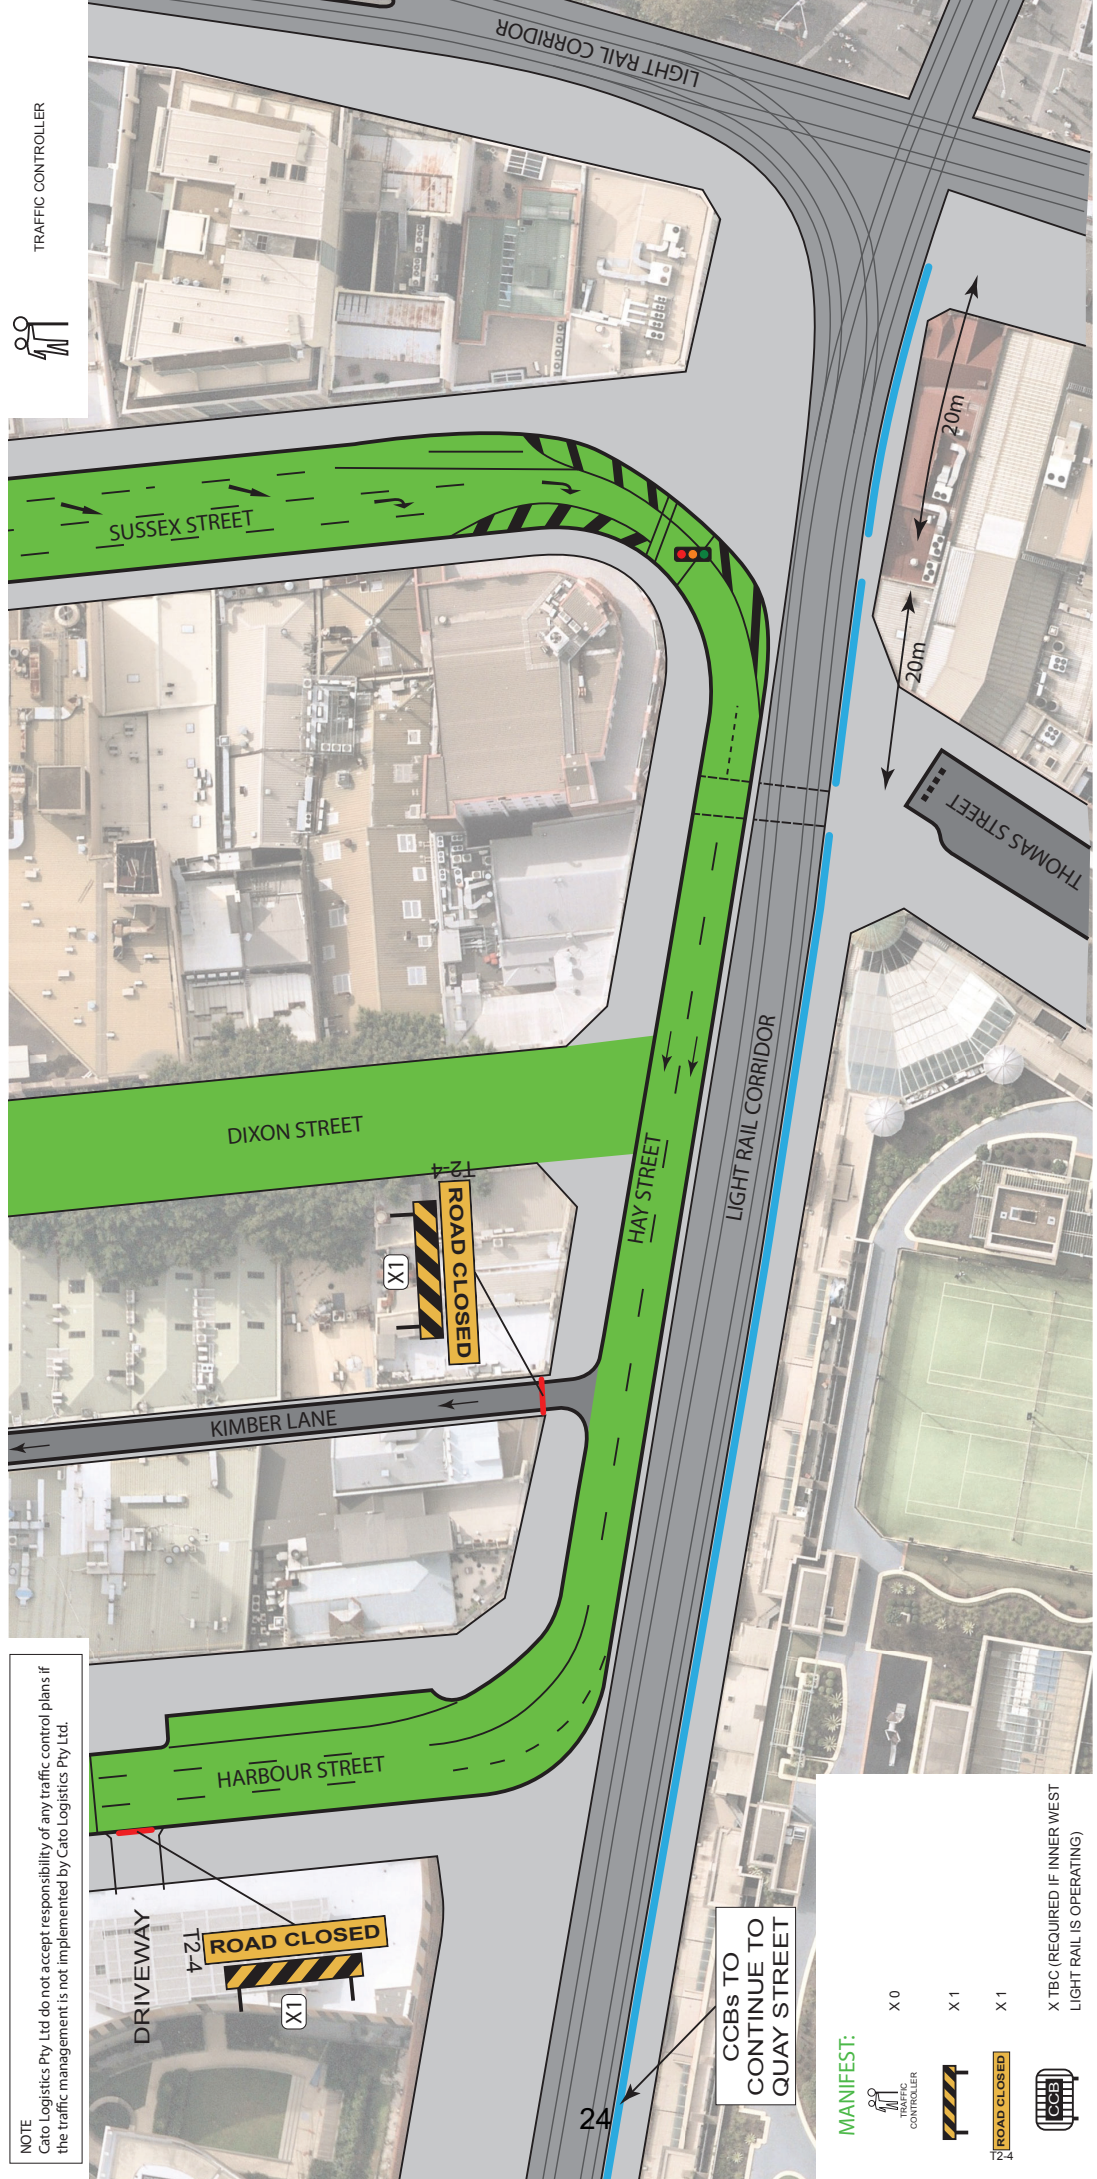 TRAFFIC CONTROLLER
LIGHT RAIL CORRIDOR
SUSSEX STREET
20m
20m
THOMAS STREET
DIXON STREET
HAY STREET
LIGHT RAIL CORRIDOR
T2-4
ROAD CLOSED
X1
KIMBER LANE
HARBOUR STREET
DRIVEWAY
T2-4
ROAD CLOSED
X1
CCBs TO
CONTINUE TO
QUAY STREET
24
NOTE
Cato Logistics Pty Ltd do not accept responsibility of any traffic control plans if
the traffic management is not implemented by Cato Logistics Pty Ltd.
MANIFEST:
TRAFFIC
CONTROLLER
X 0
X 1
ROAD CLOSED
T2-4
X 1
CCB
X TBC (REQUIRED IF INNER WEST
LIGHT RAIL IS OPERATING)